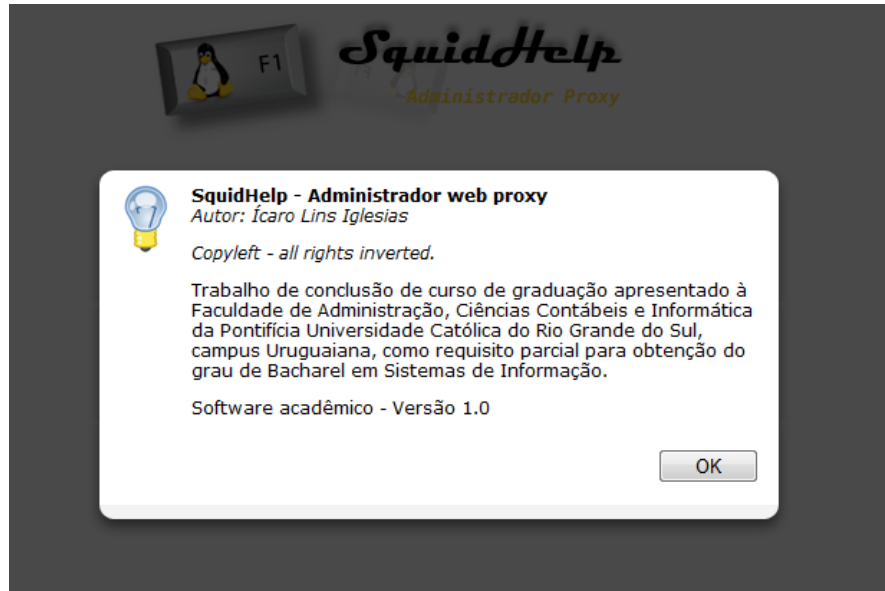 F1
SquidHelp
Administrador Proxy
SquidHelp - Administrador web proxy
Autor: Ícaro Lins Iglesias
Copyleft - all rights inverted.
Trabalho de conclusão de curso de graduação apresentado à
Faculdade de Administração, Ciências Contábeis e Informática
da Pontifícia Universidade Católica do Rio Grande do Sul,
campus Uruguaiana, como requisito parcial para obtenção do
grau de Bacharel em Sistemas de Informação.
Software acadêmico - Versão 1.0
OK